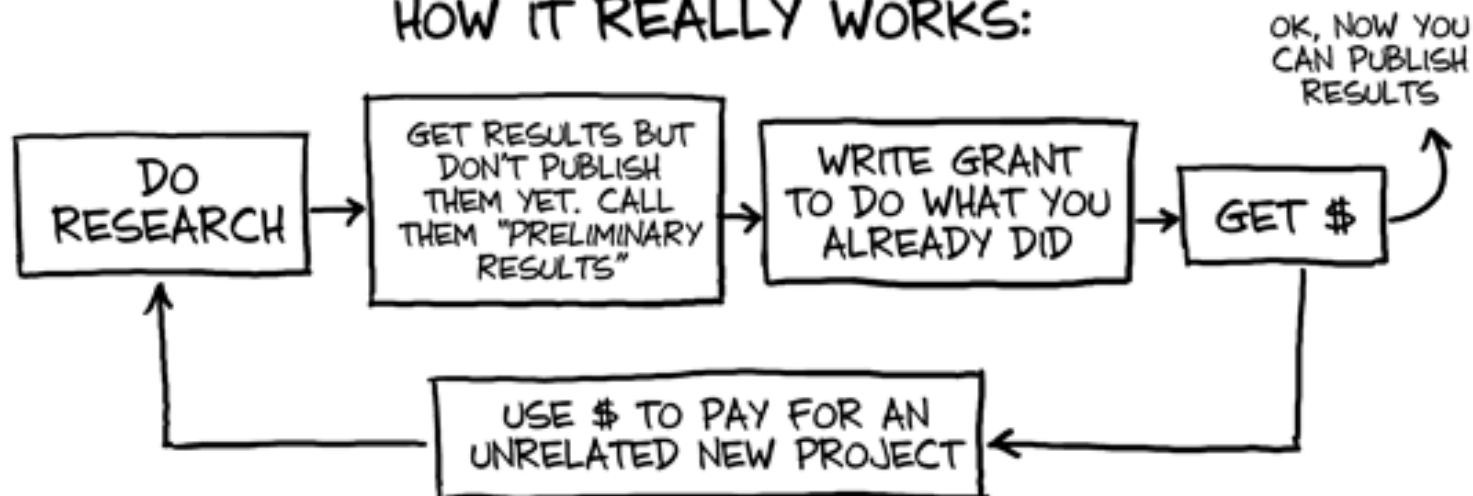 HOW IT REALLY WORKS:
OK, NOW YOU
CAN PUBLISH
RESULTS
DO
RESEARCH
GET RESULTS BUT
DON'T PUBLISH
THEM YET. CALL
THEM "PRELIMINARY
RESULTS"
WRITE GRANT
TO DO WHAT YOU
ALREADY DID
GET $
USE $ TO PAY FOR AN
UNRELATED NEW PROJECT